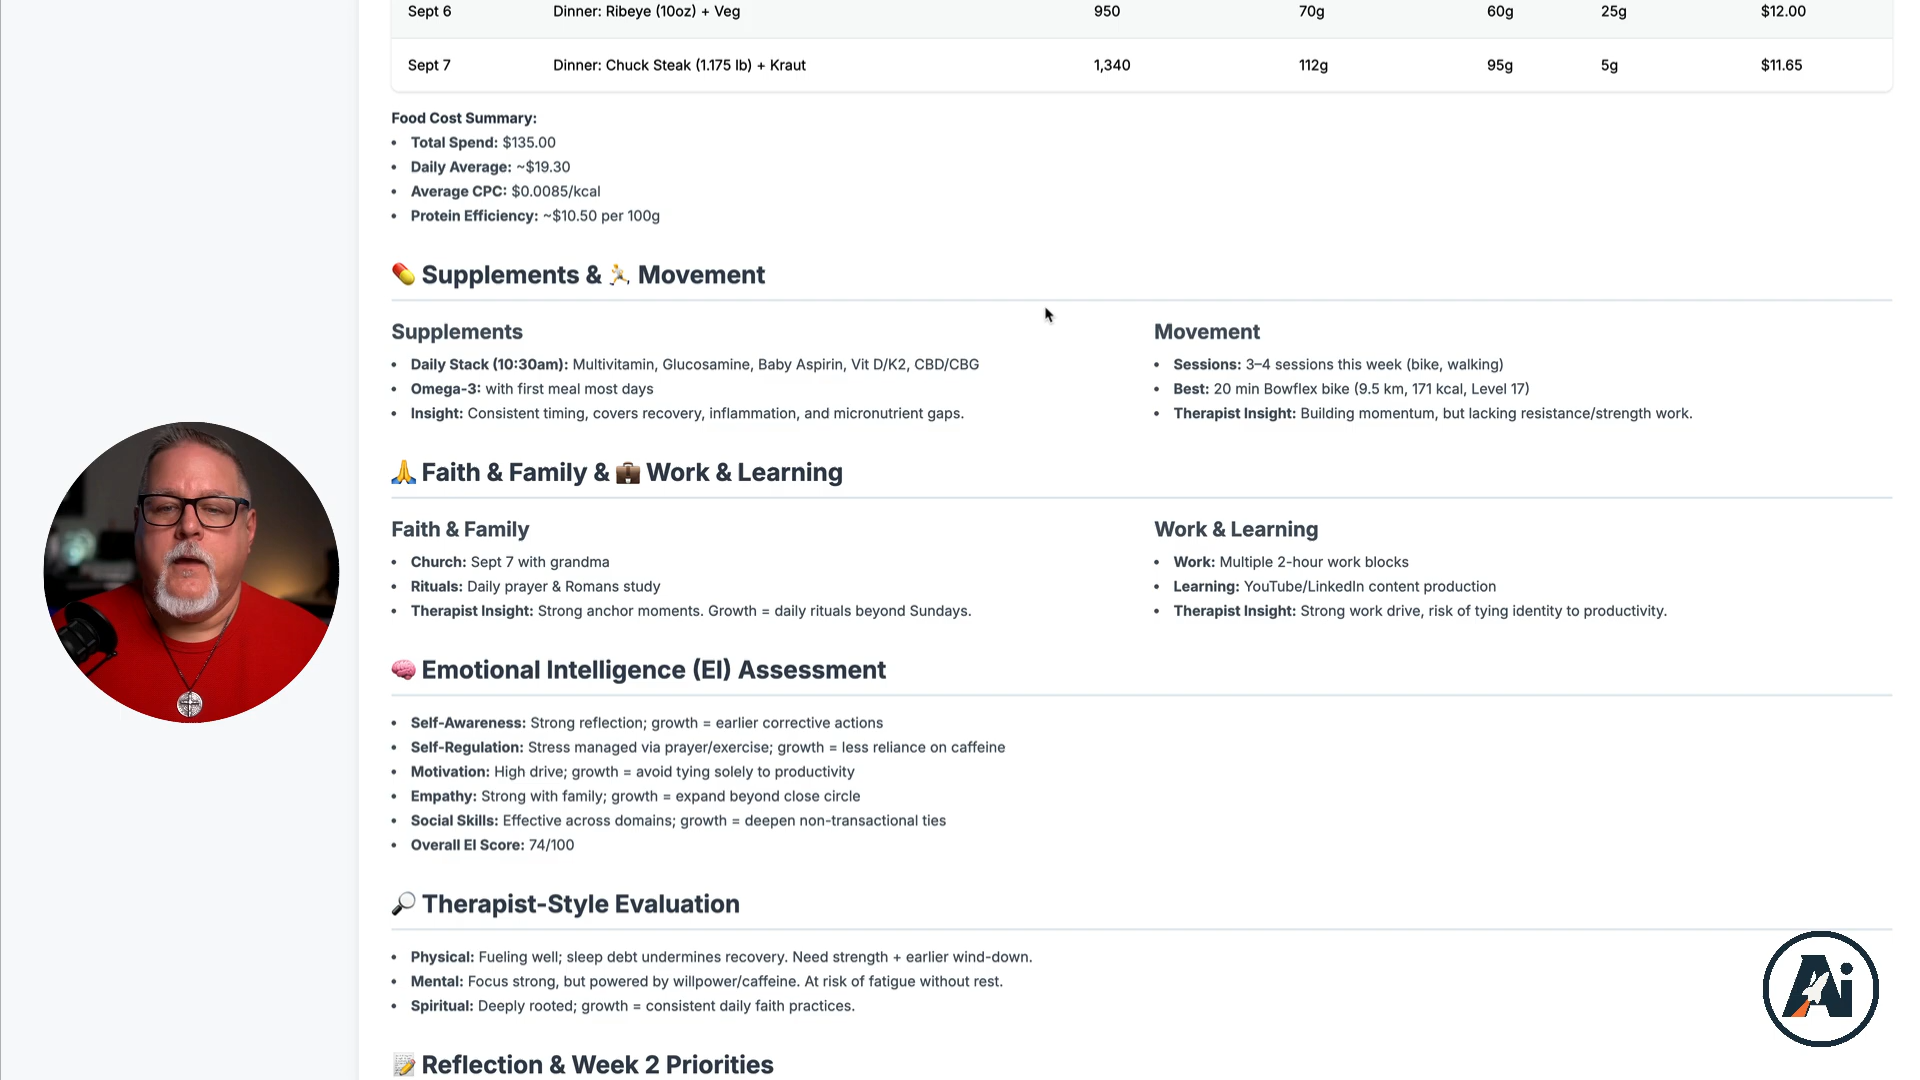 Sept 6 Dinner: Ribeye (10oz) + Veg 950 70g 60g 25g $12.00
Sept 7 Dinner: Chuck Steak (1.175 lb) + Kraut 1,340 112g 95g 5g $11.65
Food Cost Summary:
• Total Spend: $135.00
• Daily Average: ~$19.30
• Average CPC: $0.0085/kcal
• Protein Efficiency: ~$10.50 per 100g
Supplements & Movement
Supplements
• Daily Stack (10:30am): Multivitamin, Glucosamine, Baby Aspirin, Vit D/K2, CBD/CBG
• Omega-3: with first meal most days
• Insight: Consistent timing, covers recovery, inflammation, and micronutrient gaps.
Movement
• Sessions: 3–4 sessions this week (bike, walking)
• Best: 20 min Bowflex bike (9.5 km, 171 kcal, Level 17)
• Therapist Insight: Building momentum, but lacking resistance/strength work.
Faith & Family & Work & Learning
Faith & Family
• Church: Sept 7 with grandma
• Rituals: Daily prayer & Romans study
• Therapist Insight: Strong anchor moments. Growth = daily rituals beyond Sundays.
Work & Learning
• Work: Multiple 2-hour work blocks
• Learning: YouTube/LinkedIn content production
• Therapist Insight: Strong work drive, risk of tying identity to productivity.
Emotional Intelligence (EI) Assessment
• Self-Awareness: Strong reflection; growth = earlier corrective actions
• Self-Regulation: Stress managed via prayer/exercise; growth = less reliance on caffeine
• Motivation: High drive; growth = avoid tying solely to productivity
• Empathy: Strong with family; growth = expand beyond close circle
• Social Skills: Effective across domains; growth = deepen non-transactional ties
• Overall EI Score: 74/100
Therapist-Style Evaluation
• Physical: Fueling well; sleep debt undermines recovery. Need strength + earlier wind-down.
• Mental: Focus strong, but powered by willpower/caffeine. At risk of fatigue without rest.
• Spiritual: Deeply rooted; growth = consistent daily faith practices.
Ai
Reflection & Week 2 Priorities